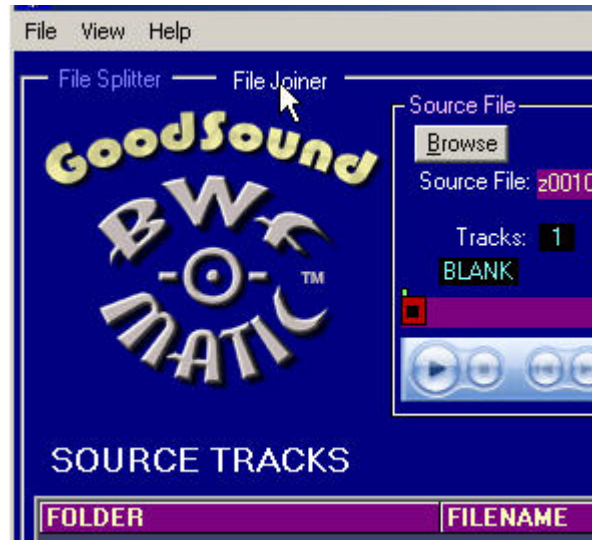 File View Help
File Splitter File Joiner
GoodSound
BWF
-O-
MATIC
TM
Source File
Browse
Source File: z0010
Tracks: 1
BLANK
SOURCE TRACKS
FOLDER FILENAME